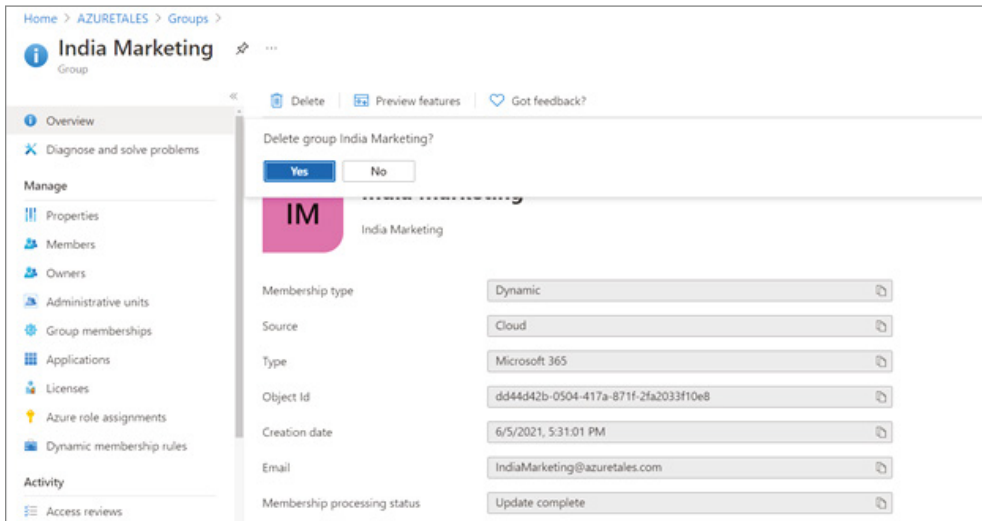 Home > AZURETALES > Groups >
India Marketing
Group
Delete
Preview features
Got feedback?
Overview
Diagnose and solve problems
Manage
Properties
Members
Owners
Administrative units
Group memberships
Applications
Licenses
Azure role assignments
Dynamic membership rules
Activity
Access reviews
Delete group India Marketing?
Yes No
India Marketing
IM
India Marketing
Membership type Dynamic
Source Cloud
Type Microsoft 365
Object Id dd44d42b-0504-417a-871f-2fa2033f10e8
Creation date 6/5/2021, 5:31:01 PM
Email IndiaMarketing@azuretales.com
Membership processing status Update complete